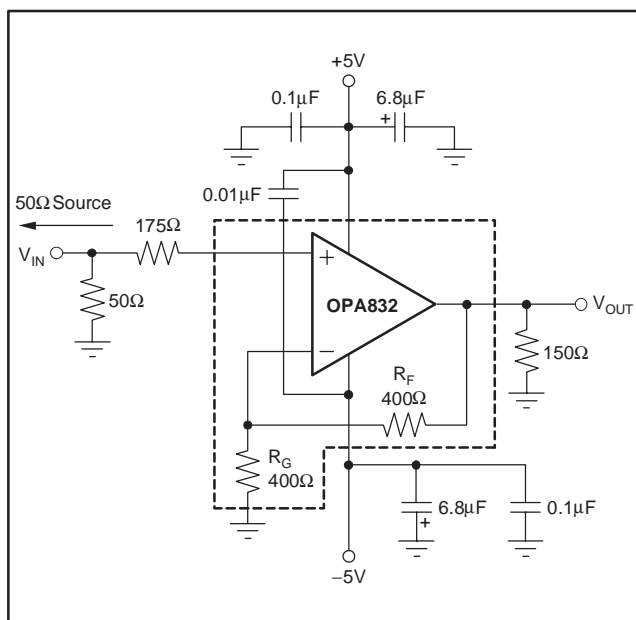 +5V
0.1μF
6.8μF
+
0.01μF
50Ω Source
175Ω
V_IN
50Ω
+
OPA832
−
V_OUT
150Ω
R_F
400Ω
R_G
400Ω
6.8μF
+
0.1μF
−5V